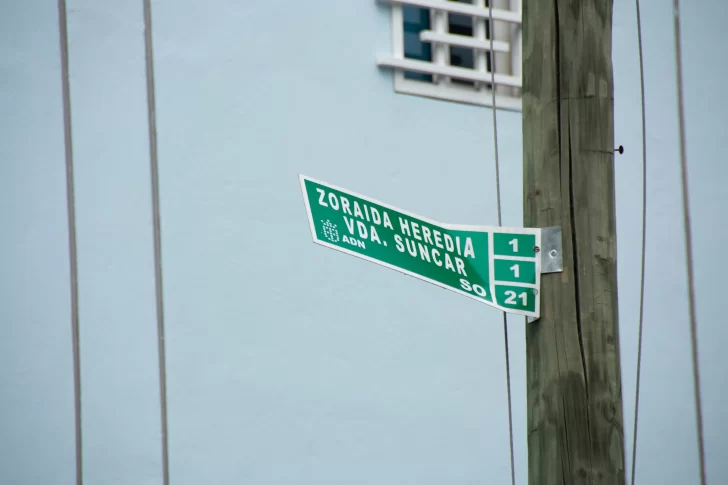 ZORAIDA HEREDIA
VDA. SUNCAR
ADN
SO
1
1
21